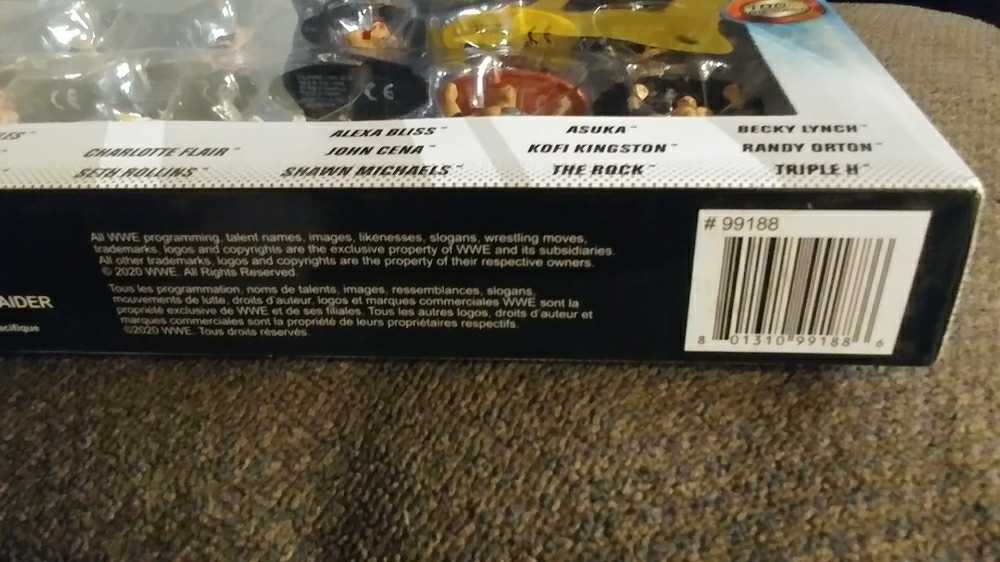 100
CE
CE
ALEXA BLISS™ ASUKA™ BECKY LYNCH™
CHARLOTTE FLAIR™ JOHN CENA™ KOFI KINGSTON™ RANDY ORTON™
SETH ROLLINS™ SHAWN MICHAELS™ THE ROCK™ TRIPLE H™
All WWE programming, talent names, images, likenesses, slogans, wrestling moves,
trademarks, logos and copyrights are the exclusive property of WWE and its subsidiaries.
All other trademarks, logos and copyrights are the property of their respective owners.
© 2020 WWE. All Rights Reserved.
Tous les programmation, noms de talents, images, ressemblances, slogans,
mouvements de lutte, droits d'auteur, logos et marques commerciales WWE sont la
propriété exclusive de WWE et de ses filiales. Tous les autres logos, droits d'auteur et
marques commerciales sont la propriété de leurs propriétaires respectifs.
©2020 WWE. Tous droits réservés.
AIDER
acifique
# 99188
8 01310 99188 6